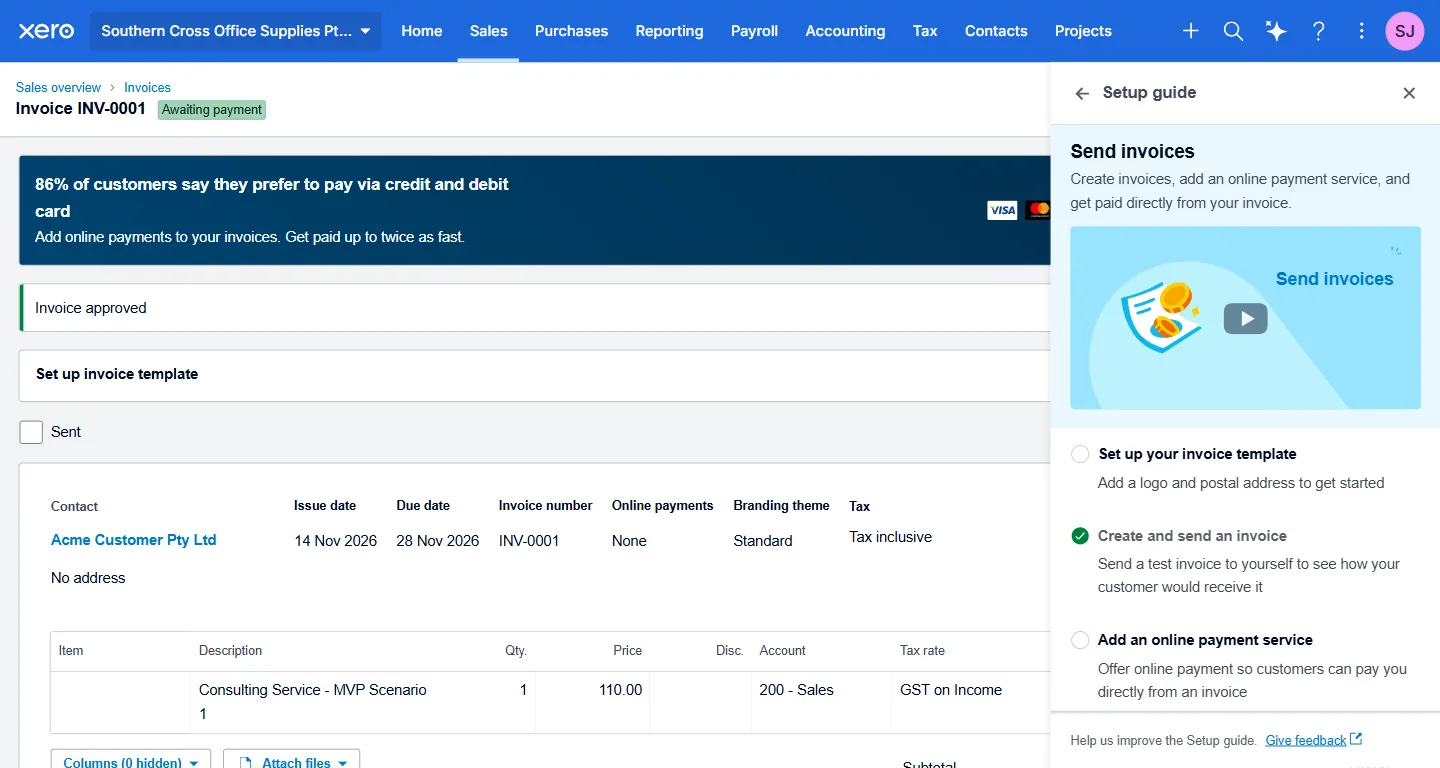 xero
Southern Cross Office Supplies Pt...
Home
Sales
Purchases
Reporting
Payroll
Accounting
Tax
Contacts
Projects
SJ
Sales overview > Invoices
Invoice INV-0001 Awaiting payment
86% of customers say they prefer to pay via credit and debit
card
Add online payments to your invoices. Get paid up to twice as fast.
VISA
Invoice approved
Set up invoice template
Sent
Contact Issue date Due date Invoice number Online payments Branding theme Tax
Acme Customer Pty Ltd 14 Nov 2026 28 Nov 2026 INV-0001 None Standard Tax inclusive
No address
Item Description Qty. Price Disc. Account Tax rate
Consulting Service - MVP Scenario 1 110.00 200 - Sales GST on Income
1
Columns (0 hidden) Attach files
Subtotal
Setup guide
Send invoices
Create invoices, add an online payment service, and
get paid directly from your invoice.
Send invoices
Set up your invoice template
Add a logo and postal address to get started
Create and send an invoice
Send a test invoice to yourself to see how your
customer would receive it
Add an online payment service
Offer online payment so customers can pay you
directly from an invoice
Help us improve the Setup guide. Give feedback